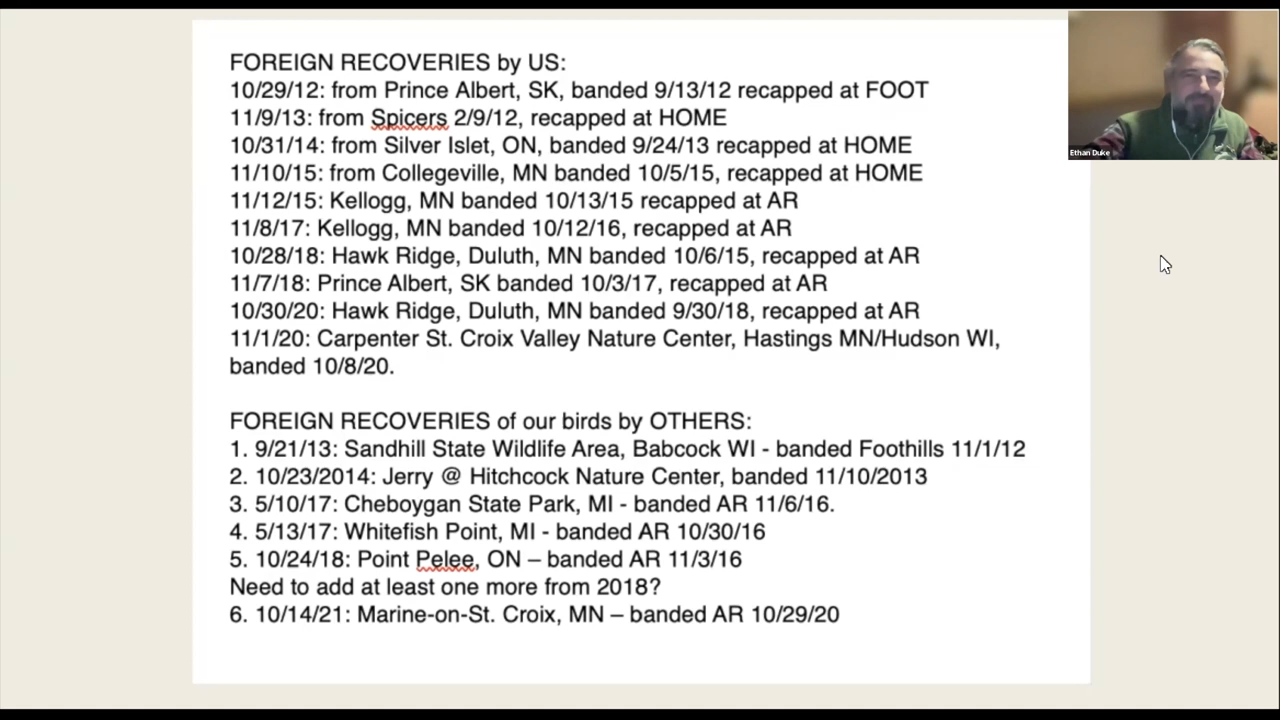 FOREIGN RECOVERIES by US:
10/29/12: from Prince Albert, SK, banded 9/13/12 recapped at FOOT
11/9/13: from Spicers 2/9/12, recapped at HOME
10/31/14: from Silver Islet, ON, banded 9/24/13 recapped at HOME
11/10/15: from Collegeville, MN banded 10/5/15, recapped at HOME
11/12/15: Kellogg, MN banded 10/13/15 recapped at AR
11/8/17: Kellogg, MN banded 10/12/16, recapped at AR
10/28/18: Hawk Ridge, Duluth, MN banded 10/6/15, recapped at AR
11/7/18: Prince Albert, SK banded 10/3/17, recapped at AR
10/30/20: Hawk Ridge, Duluth, MN banded 9/30/18, recapped at AR
11/1/20: Carpenter St. Croix Valley Nature Center, Hastings MN/Hudson WI,
banded 10/8/20.
FOREIGN RECOVERIES of our birds by OTHERS:
1. 9/21/13: Sandhill State Wildlife Area, Babcock WI - banded Foothills 11/1/12
2. 10/23/2014: Jerry @ Hitchcock Nature Center, banded 11/10/2013
3. 5/10/17: Cheboygan State Park, MI - banded AR 11/6/16.
4. 5/13/17: Whitefish Point, MI - banded AR 10/30/16
5. 10/24/18: Point Pelee, ON – banded AR 11/3/16
Need to add at least one more from 2018?
6. 10/14/21: Marine-on-St. Croix, MN – banded AR 10/29/20
Ethan Duke